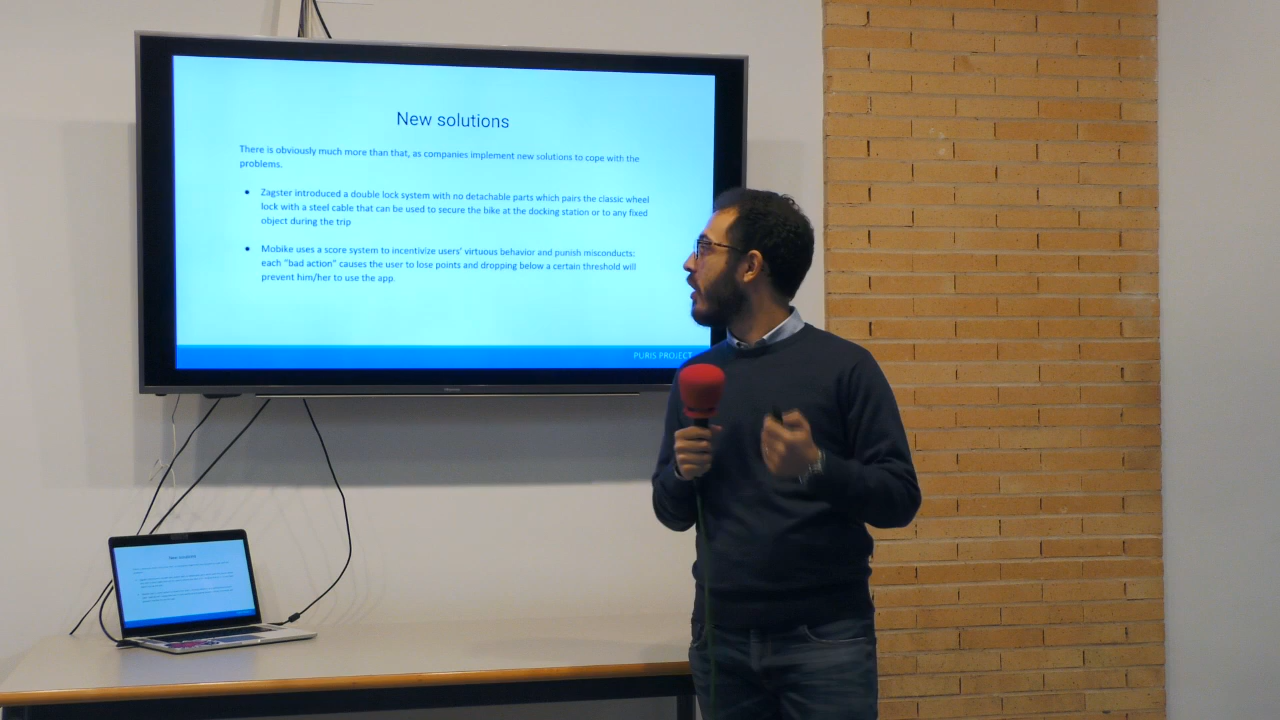 New solutions
There is obviously much more than that, as companies implement new solutions to cope with the
problems.
• Zagster introduced a double lock system with no detachable parts which pairs the classic wheel
lock with a steel cable that can be used to secure the bike at the docking station or to any fixed
object during the trip
• Mobike uses a score system to incentivize users' virtuous behavior and punish misconducts:
each "bad action" causes the user to lose points and dropping below a certain threshold will
prevent him/her to use the app.
PURIS PROJECT
New solutions